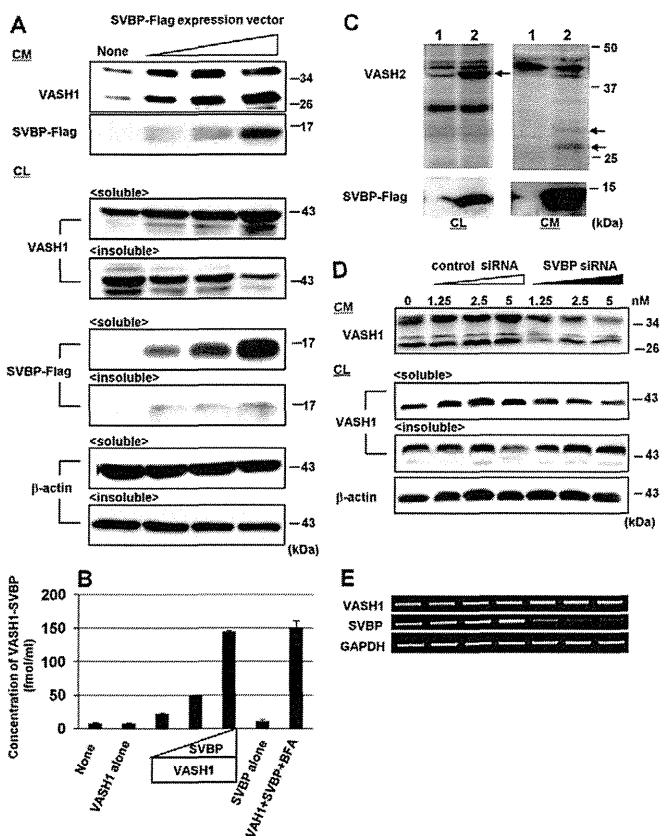 A
SVBP-Flag expression vector
None
CM
VASH1
34
26
SVBP-Flag
17
CL
<soluble>
43
VASH1
<insoluble>
43
<soluble>
17
SVBP-Flag
<insoluble>
17
<soluble>
43
β-actin
<insoluble>
43
(kDa)
B
Concentration of VASH1-SVBP
(fmol/ml)
200
150
100
50
0
SVBP
VASH1
None
VASH1 alone
SVBP alone
VAH1+SVBP+BFA
C
1 2 1 2
50
VASH2
37
25
15
SVBP-Flag
CL CM (kDa)
D
control siRNA SVBP siRNA
0 1.25 2.5 5 1.25 2.5 5 nM
CM
VASH1
34
26
CL
<soluble>
43
VASH1
<insoluble>
43
β-actin
43
(kDa)
E
VASH1
SVBP
GAPDH